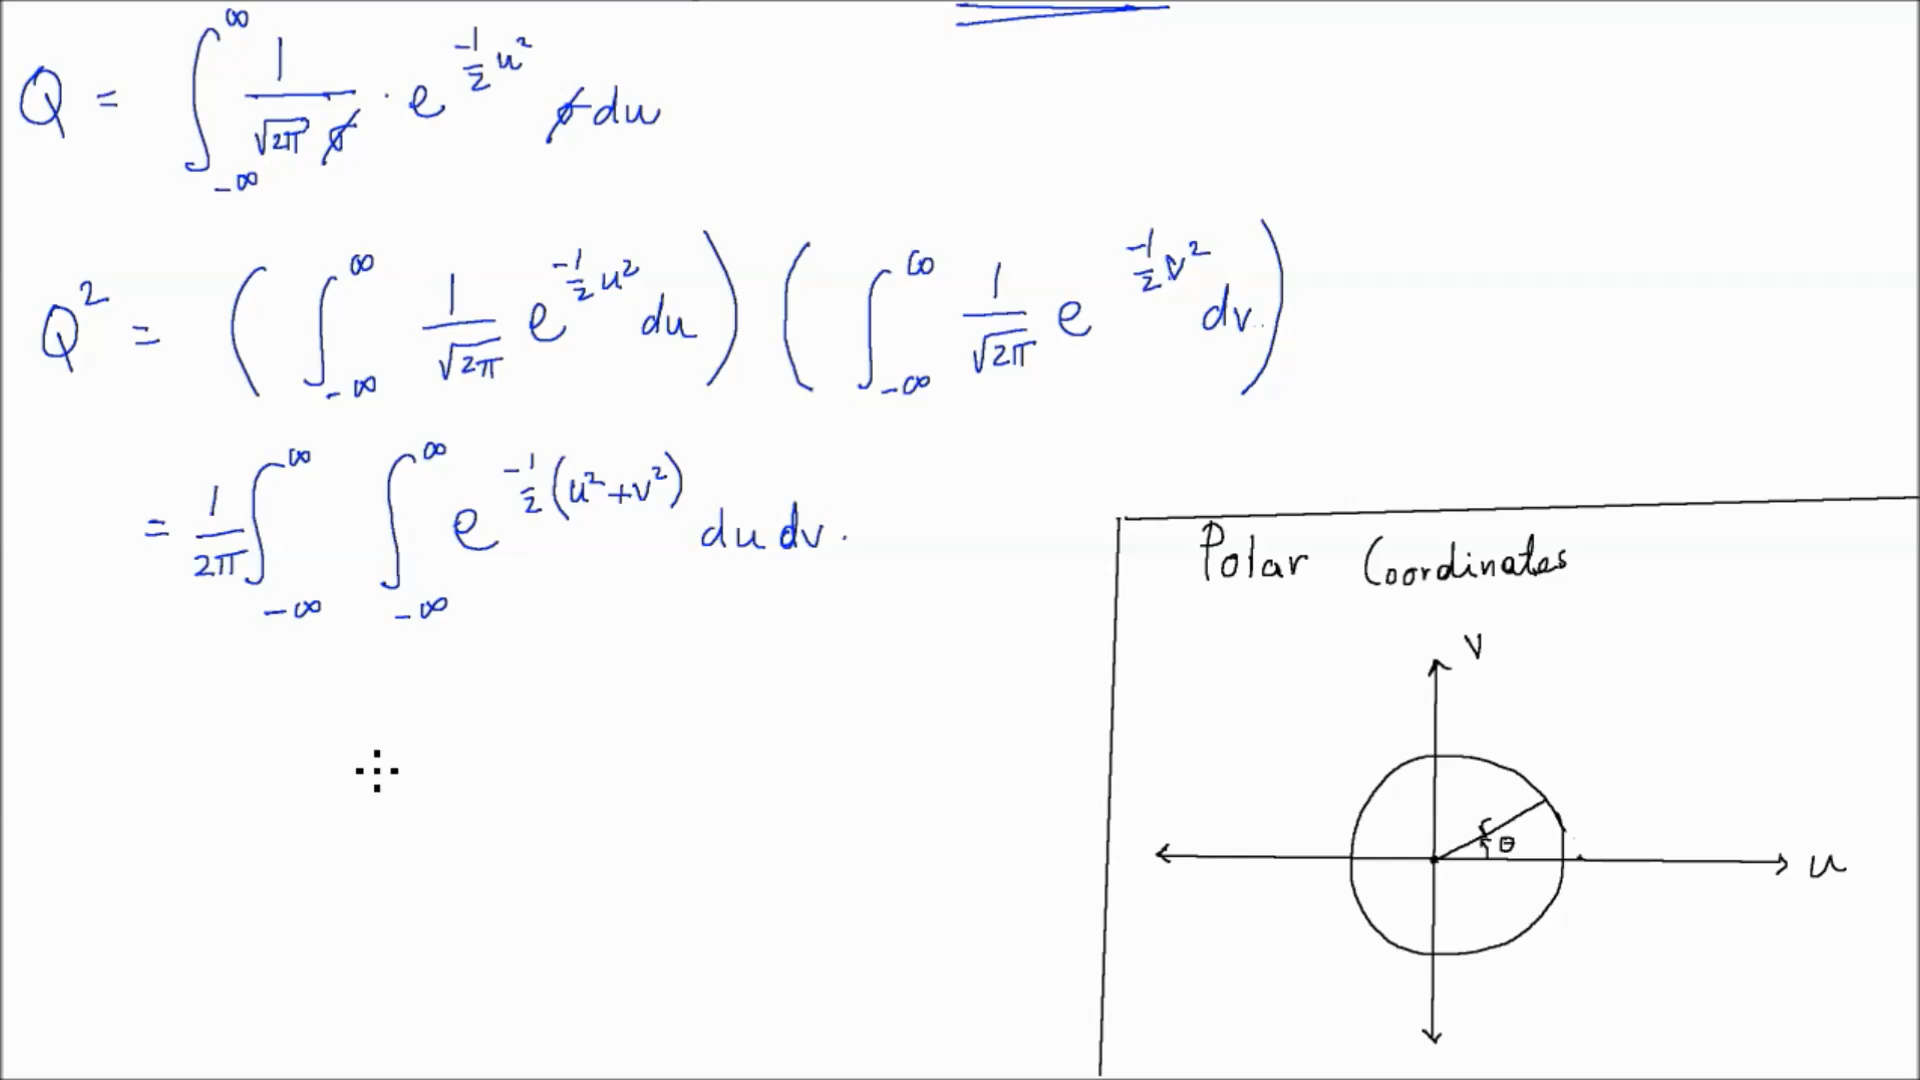 Q = ∫_{-∞}^{∞} 1/(√2π σ) · e^{-1/2 u²} σ du
Q² = (∫_{-∞}^{∞} 1/√2π e^{-1/2 u²} du) (∫_{-∞}^{∞} 1/√2π e^{-1/2 v²} dv)
= 1/2π ∫_{-∞}^{∞} ∫_{-∞}^{∞} e^{-1/2 (u²+v²)} du dv.
Polar Coordinates
v
r
θ
u